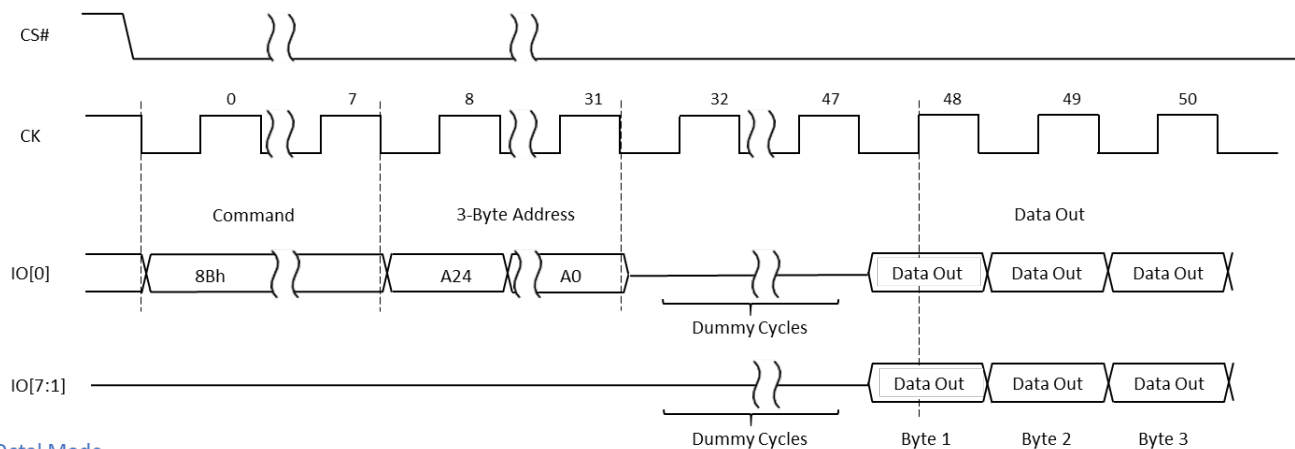 CS#
0 7 8 31 32 47 48 49 50
CK
Command 3-Byte Address Data Out
IO[0] 8Bh A24 A0 Data Out Data Out Data Out
Dummy Cycles
IO[7:1] Data Out Data Out Data Out
Dummy Cycles Byte 1 Byte 2 Byte 3